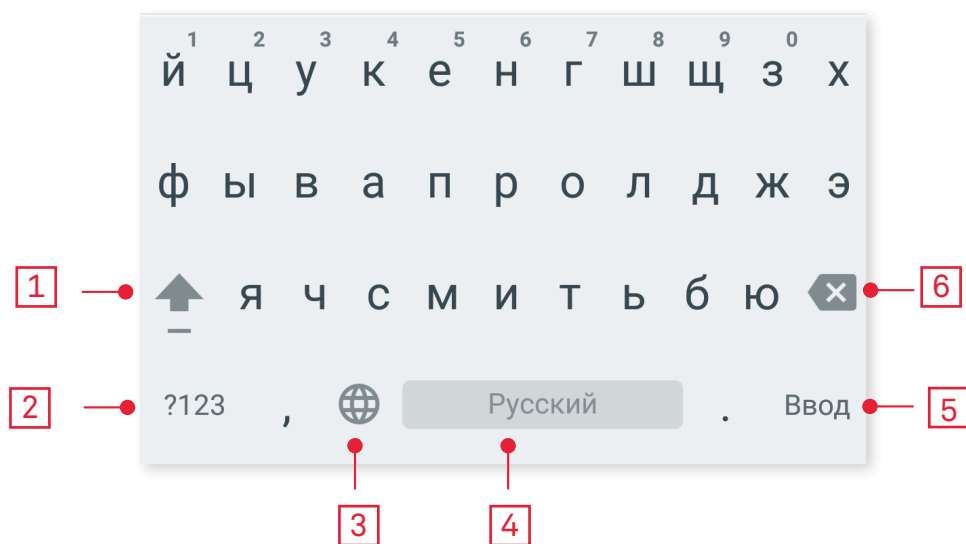 1 2 3 4 5 6 7 8 9 0
й ц у к е н г ш щ з х
ф ы в а п р о л д ж э
1 я ч с м и т ь б ю 6
2 ?123 , Русский . Ввод 5
3 4